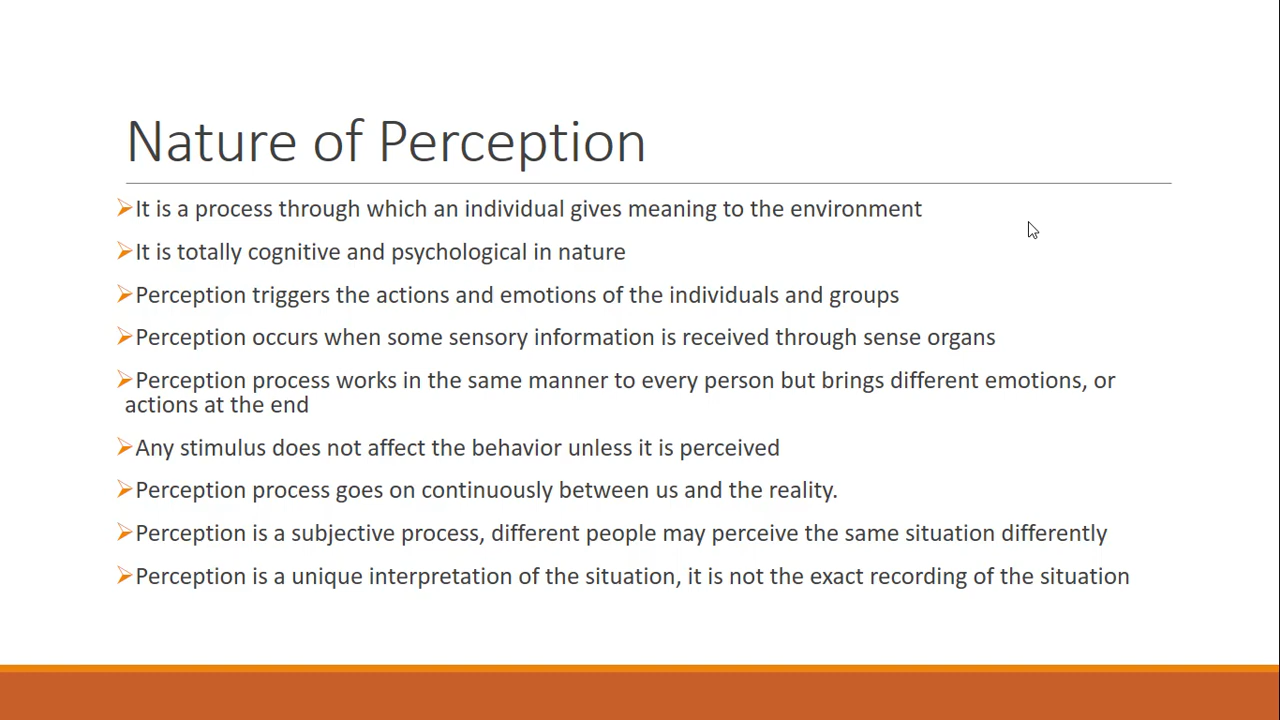 Nature of Perception
➢It is a process through which an individual gives meaning to the environment
➢It is totally cognitive and psychological in nature
➢Perception triggers the actions and emotions of the individuals and groups
➢Perception occurs when some sensory information is received through sense organs
➢Perception process works in the same manner to every person but brings different emotions, or
actions at the end
➢Any stimulus does not affect the behavior unless it is perceived
➢Perception process goes on continuously between us and the reality.
➢Perception is a subjective process, different people may perceive the same situation differently
➢Perception is a unique interpretation of the situation, it is not the exact recording of the situation